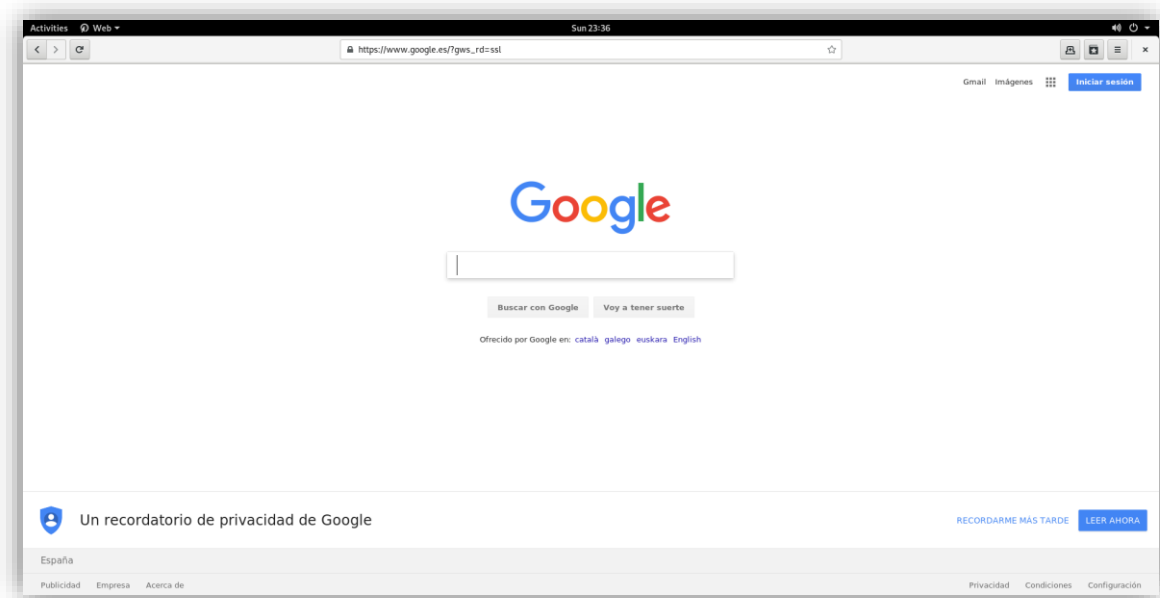 Activities Web Sun 23:36
https://www.google.es/?gws_rd=ssl
Gmail Imágenes Iniciar sesión
Google
Buscar con Google Voy a tener suerte
Ofrecido por Google en: català galego euskara English
Un recordatorio de privacidad de Google RECORDARME MÁS TARDE LEER AHORA
España
Publicidad Empresa Acerca de Privacidad Condiciones Configuración